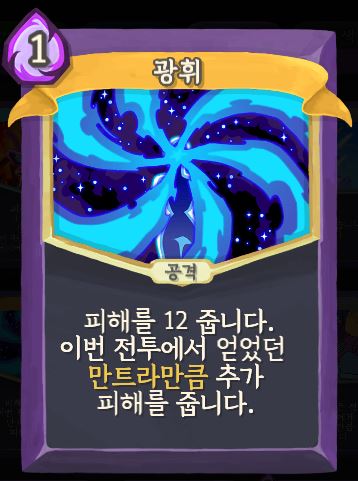 1
광휘
공격
피해를 12 줍니다.
이번 전투에서 얻었던
만트라만큼 추가
피해를 줍니다.